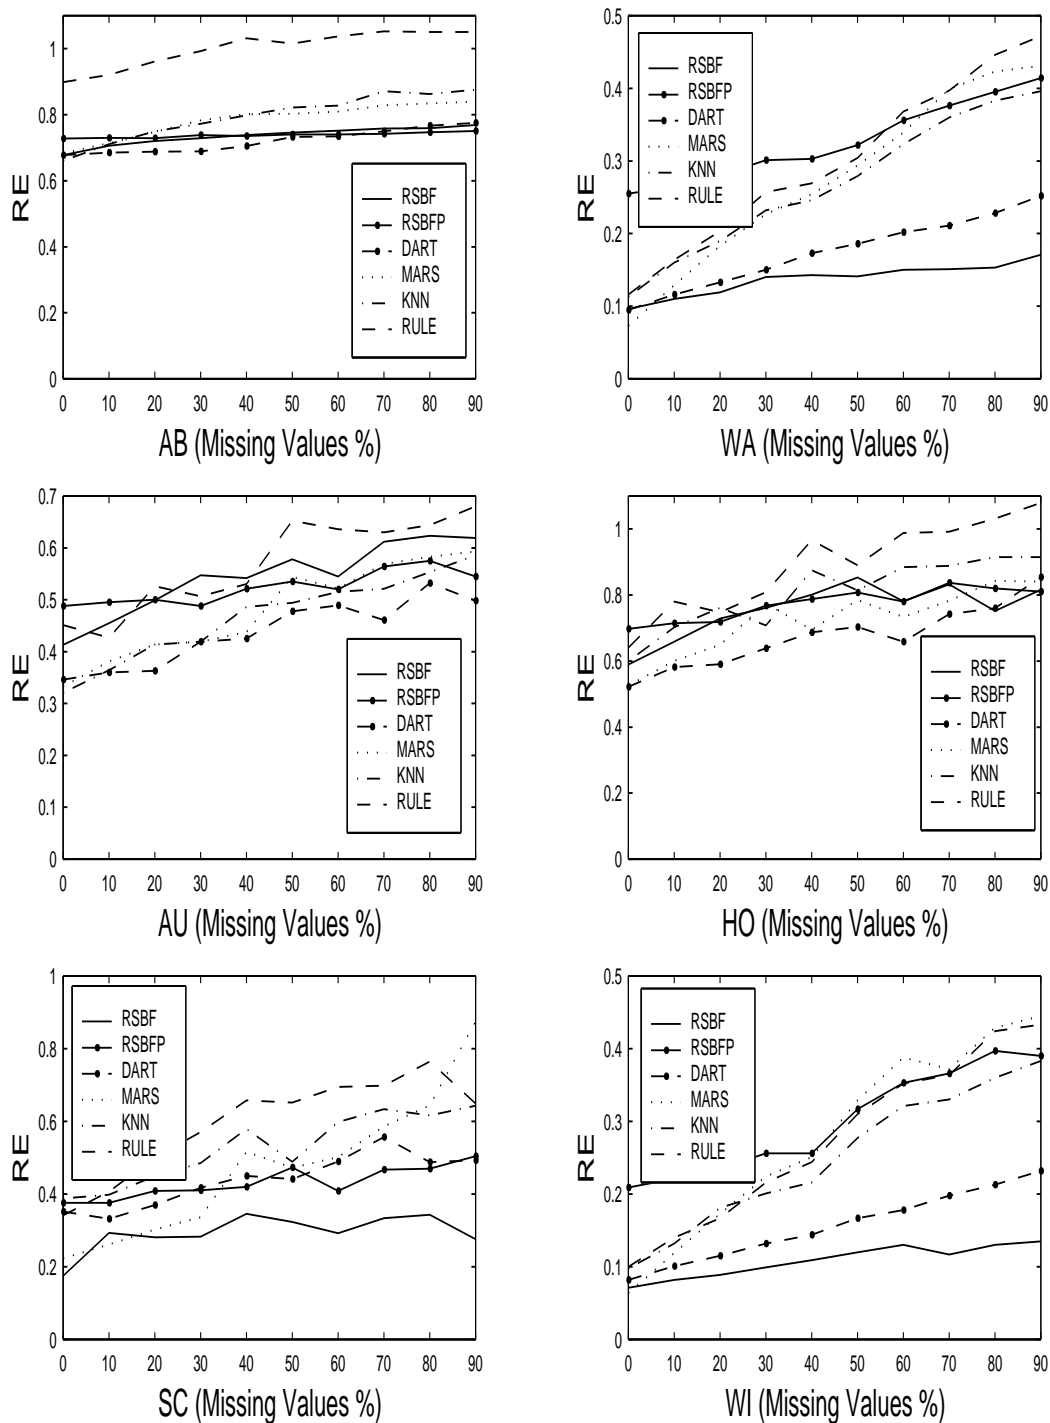 1
0.8
0.6
0.4
0.2
0
RE
RSBF
RSBFP
DART
MARS
KNN
RULE
0 10 20 30 40 50 60 70 80 90
AB (Missing Values %)
0.5
0.4
0.3
0.2
0.1
0
RE
RSBF
RSBFP
DART
MARS
KNN
RULE
0 10 20 30 40 50 60 70 80 90
WA (Missing Values %)
0.7
0.6
0.5
0.4
0.3
0.2
0.1
0
RE
RSBF
RSBFP
DART
MARS
KNN
RULE
0 10 20 30 40 50 60 70 80 90
AU (Missing Values %)
1
0.8
0.6
0.4
0.2
0
RE
RSBF
RSBFP
DART
MARS
KNN
RULE
0 10 20 30 40 50 60 70 80 90
HO (Missing Values %)
1
0.8
0.6
0.4
0.2
0
RE
RSBF
RSBFP
DART
MARS
KNN
RULE
0 10 20 30 40 50 60 70 80 90
SC (Missing Values %)
0.5
0.4
0.3
0.2
0.1
0
RE
RSBF
RSBFP
DART
MARS
KNN
RULE
0 10 20 30 40 50 60 70 80 90
WI (Missing Values %)